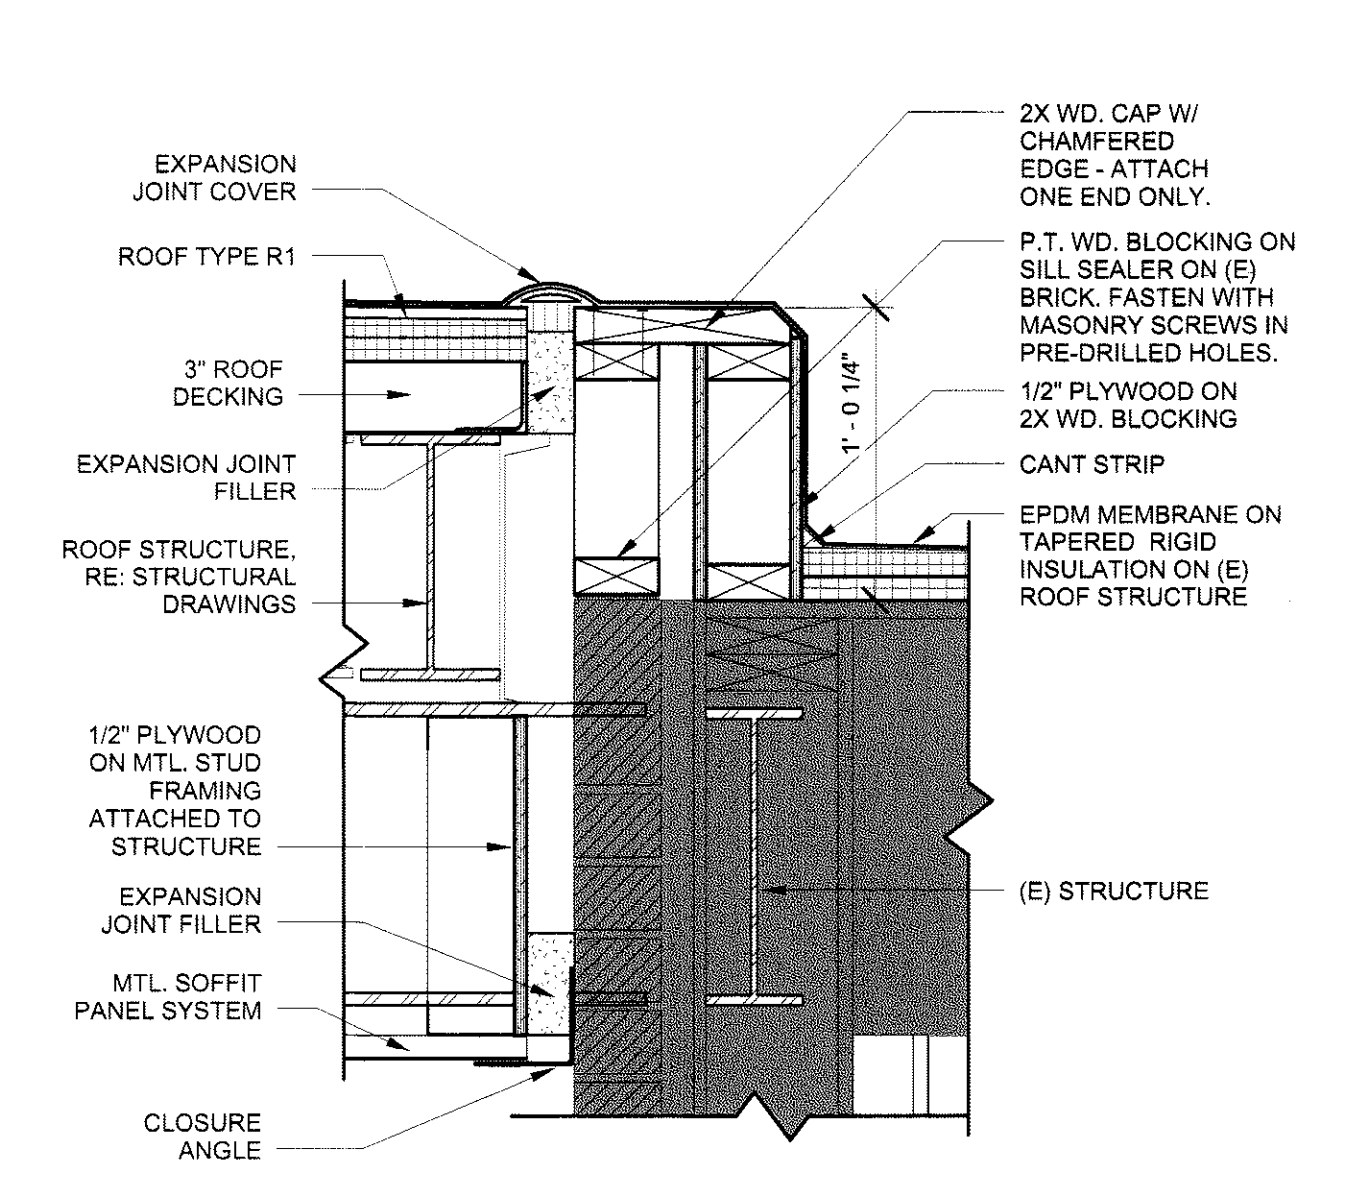 EXPANSION
JOINT COVER
ROOF TYPE R1
3" ROOF
DECKING
EXPANSION JOINT
FILLER
ROOF STRUCTURE,
RE: STRUCTURAL
DRAWINGS
1/2" PLYWOOD
ON MTL. STUD
FRAMING
ATTACHED TO
STRUCTURE
EXPANSION
JOINT FILLER
MTL. SOFFIT
PANEL SYSTEM
CLOSURE
ANGLE
2X WD. CAP W/
CHAMFERED
EDGE - ATTACH
ONE END ONLY.
P.T. WD. BLOCKING ON
SILL SEALER ON (E)
BRICK. FASTEN WITH
MASONRY SCREWS IN
PRE-DRILLED HOLES.
1/2" PLYWOOD ON
2X WD. BLOCKING
CANT STRIP
EPDM MEMBRANE ON
TAPERED RIGID
INSULATION ON (E)
ROOF STRUCTURE
(E) STRUCTURE
1' - 0 1/4"